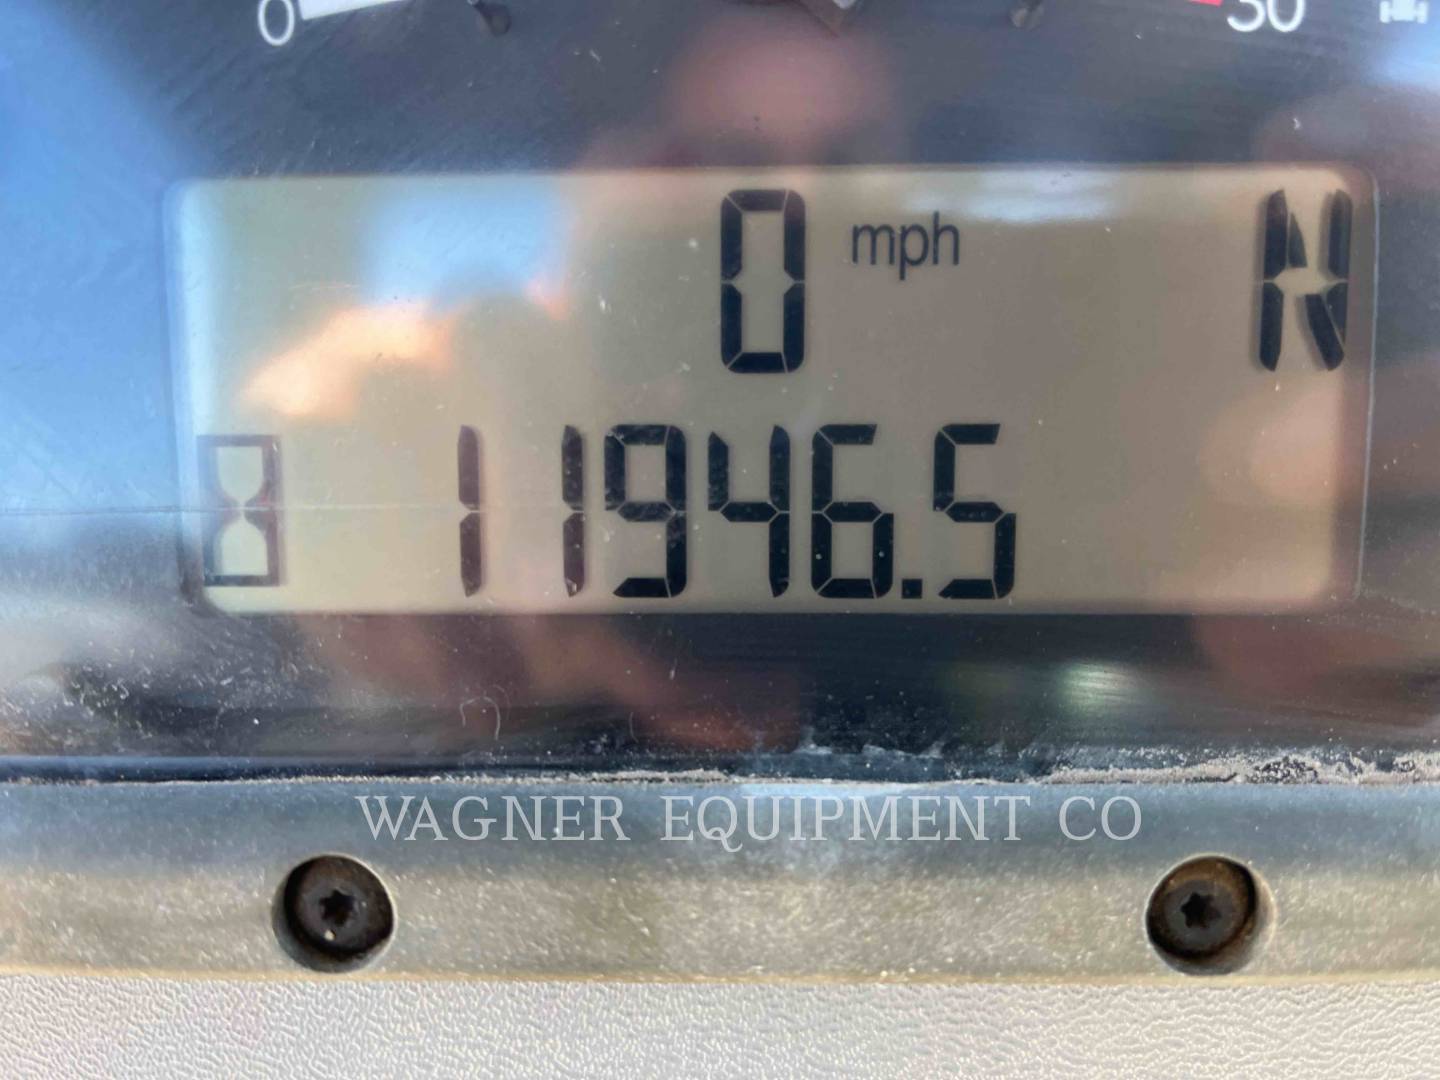 0 30
0 mph N
11946.5
WAGNER EQUIPMENT CO